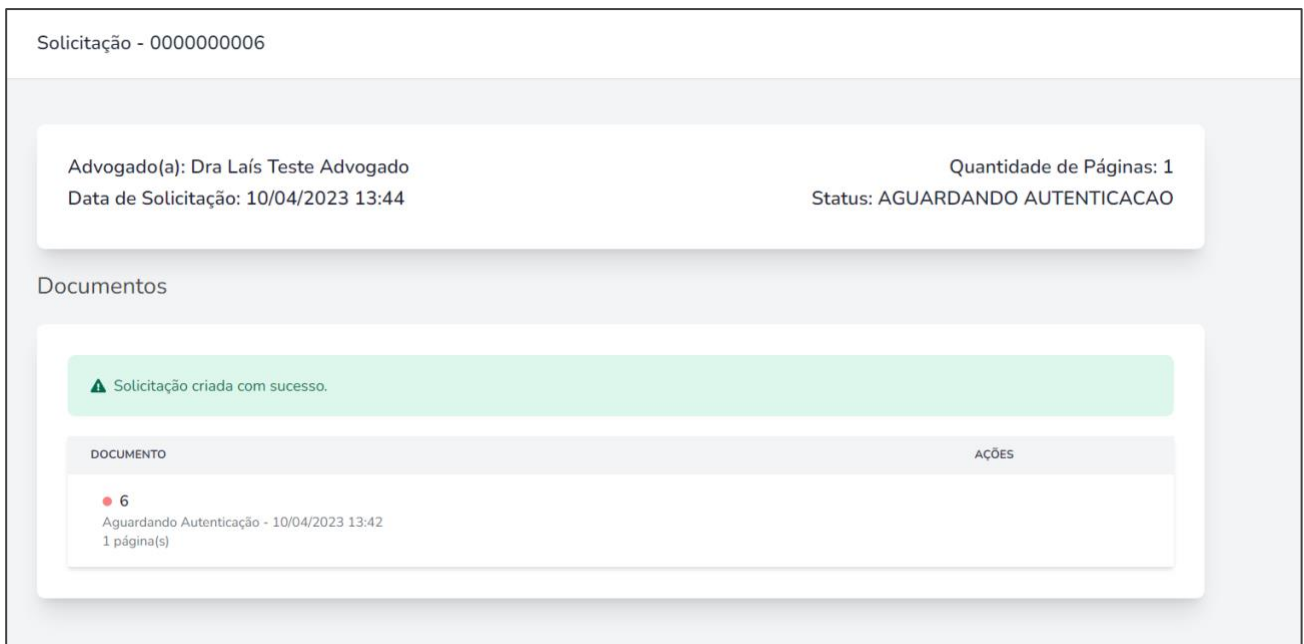 Solicitação - 0000000006
Advogado(a): Dra Laís Teste Advogado
Data de Solicitação: 10/04/2023 13:44
Quantidade de Páginas: 1
Status: AGUARDANDO AUTENTICACAO
Documentos
Solicitação criada com sucesso.
DOCUMENTO AÇÕES
6
Aguardando Autenticação - 10/04/2023 13:42
1 página(s)